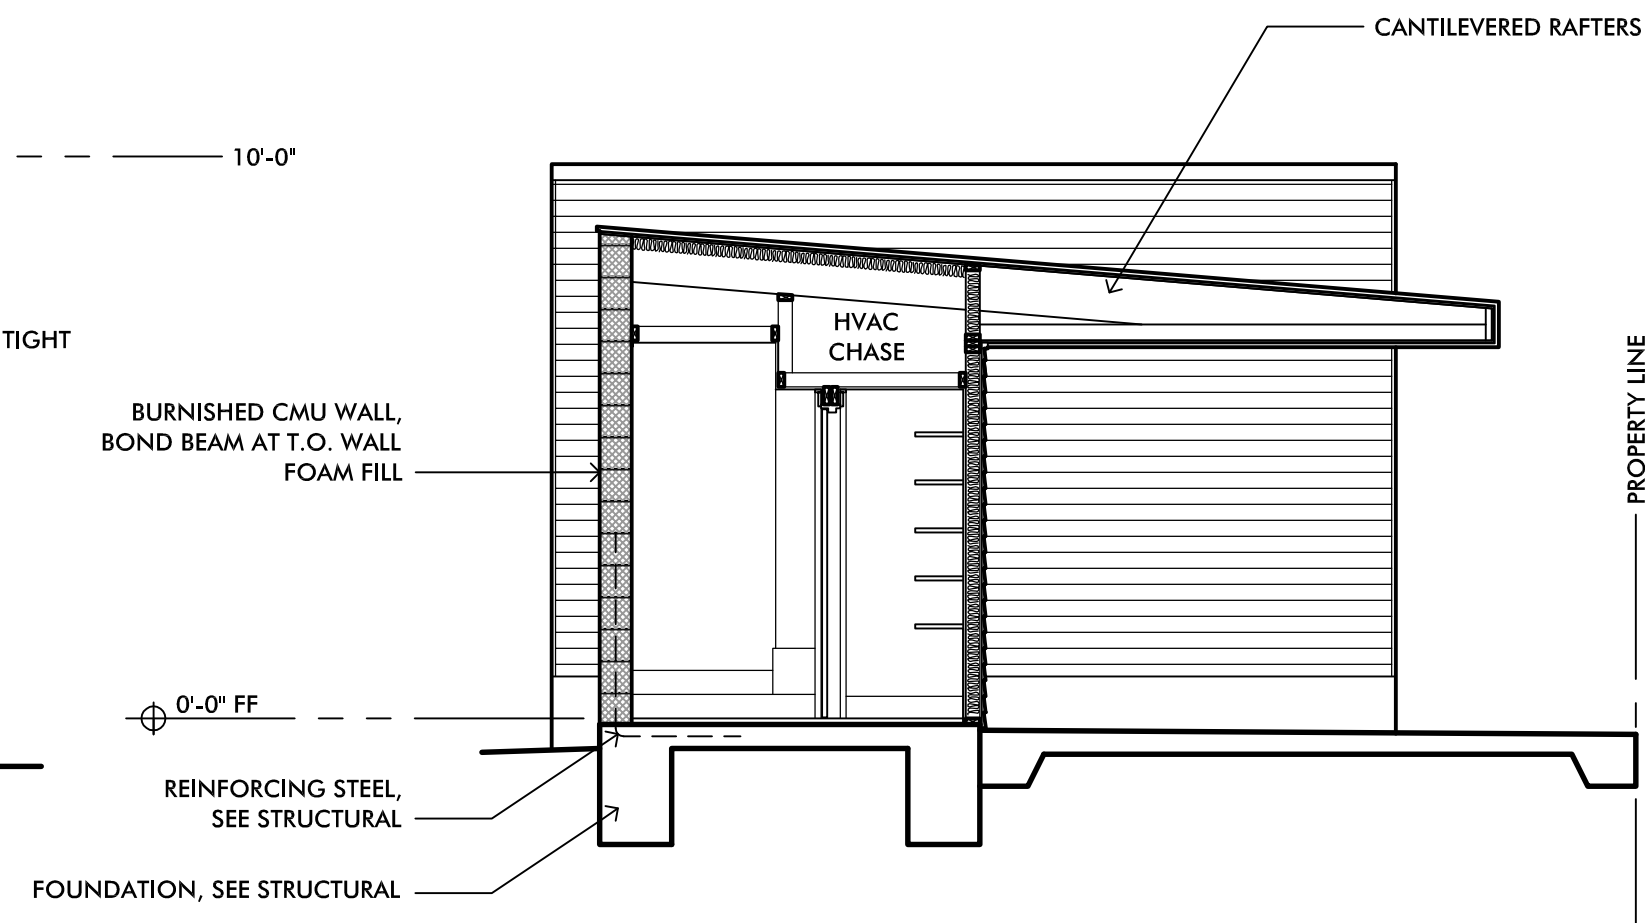 CANTILEVERED RAFTERS
10'-0"
HVAC
CHASE
TIGHT
PROPERTY LINE
BURNISHED CMU WALL,
BOND BEAM AT T.O. WALL
FOAM FILL
0'-0" FF
REINFORCING STEEL,
SEE STRUCTURAL
FOUNDATION, SEE STRUCTURAL